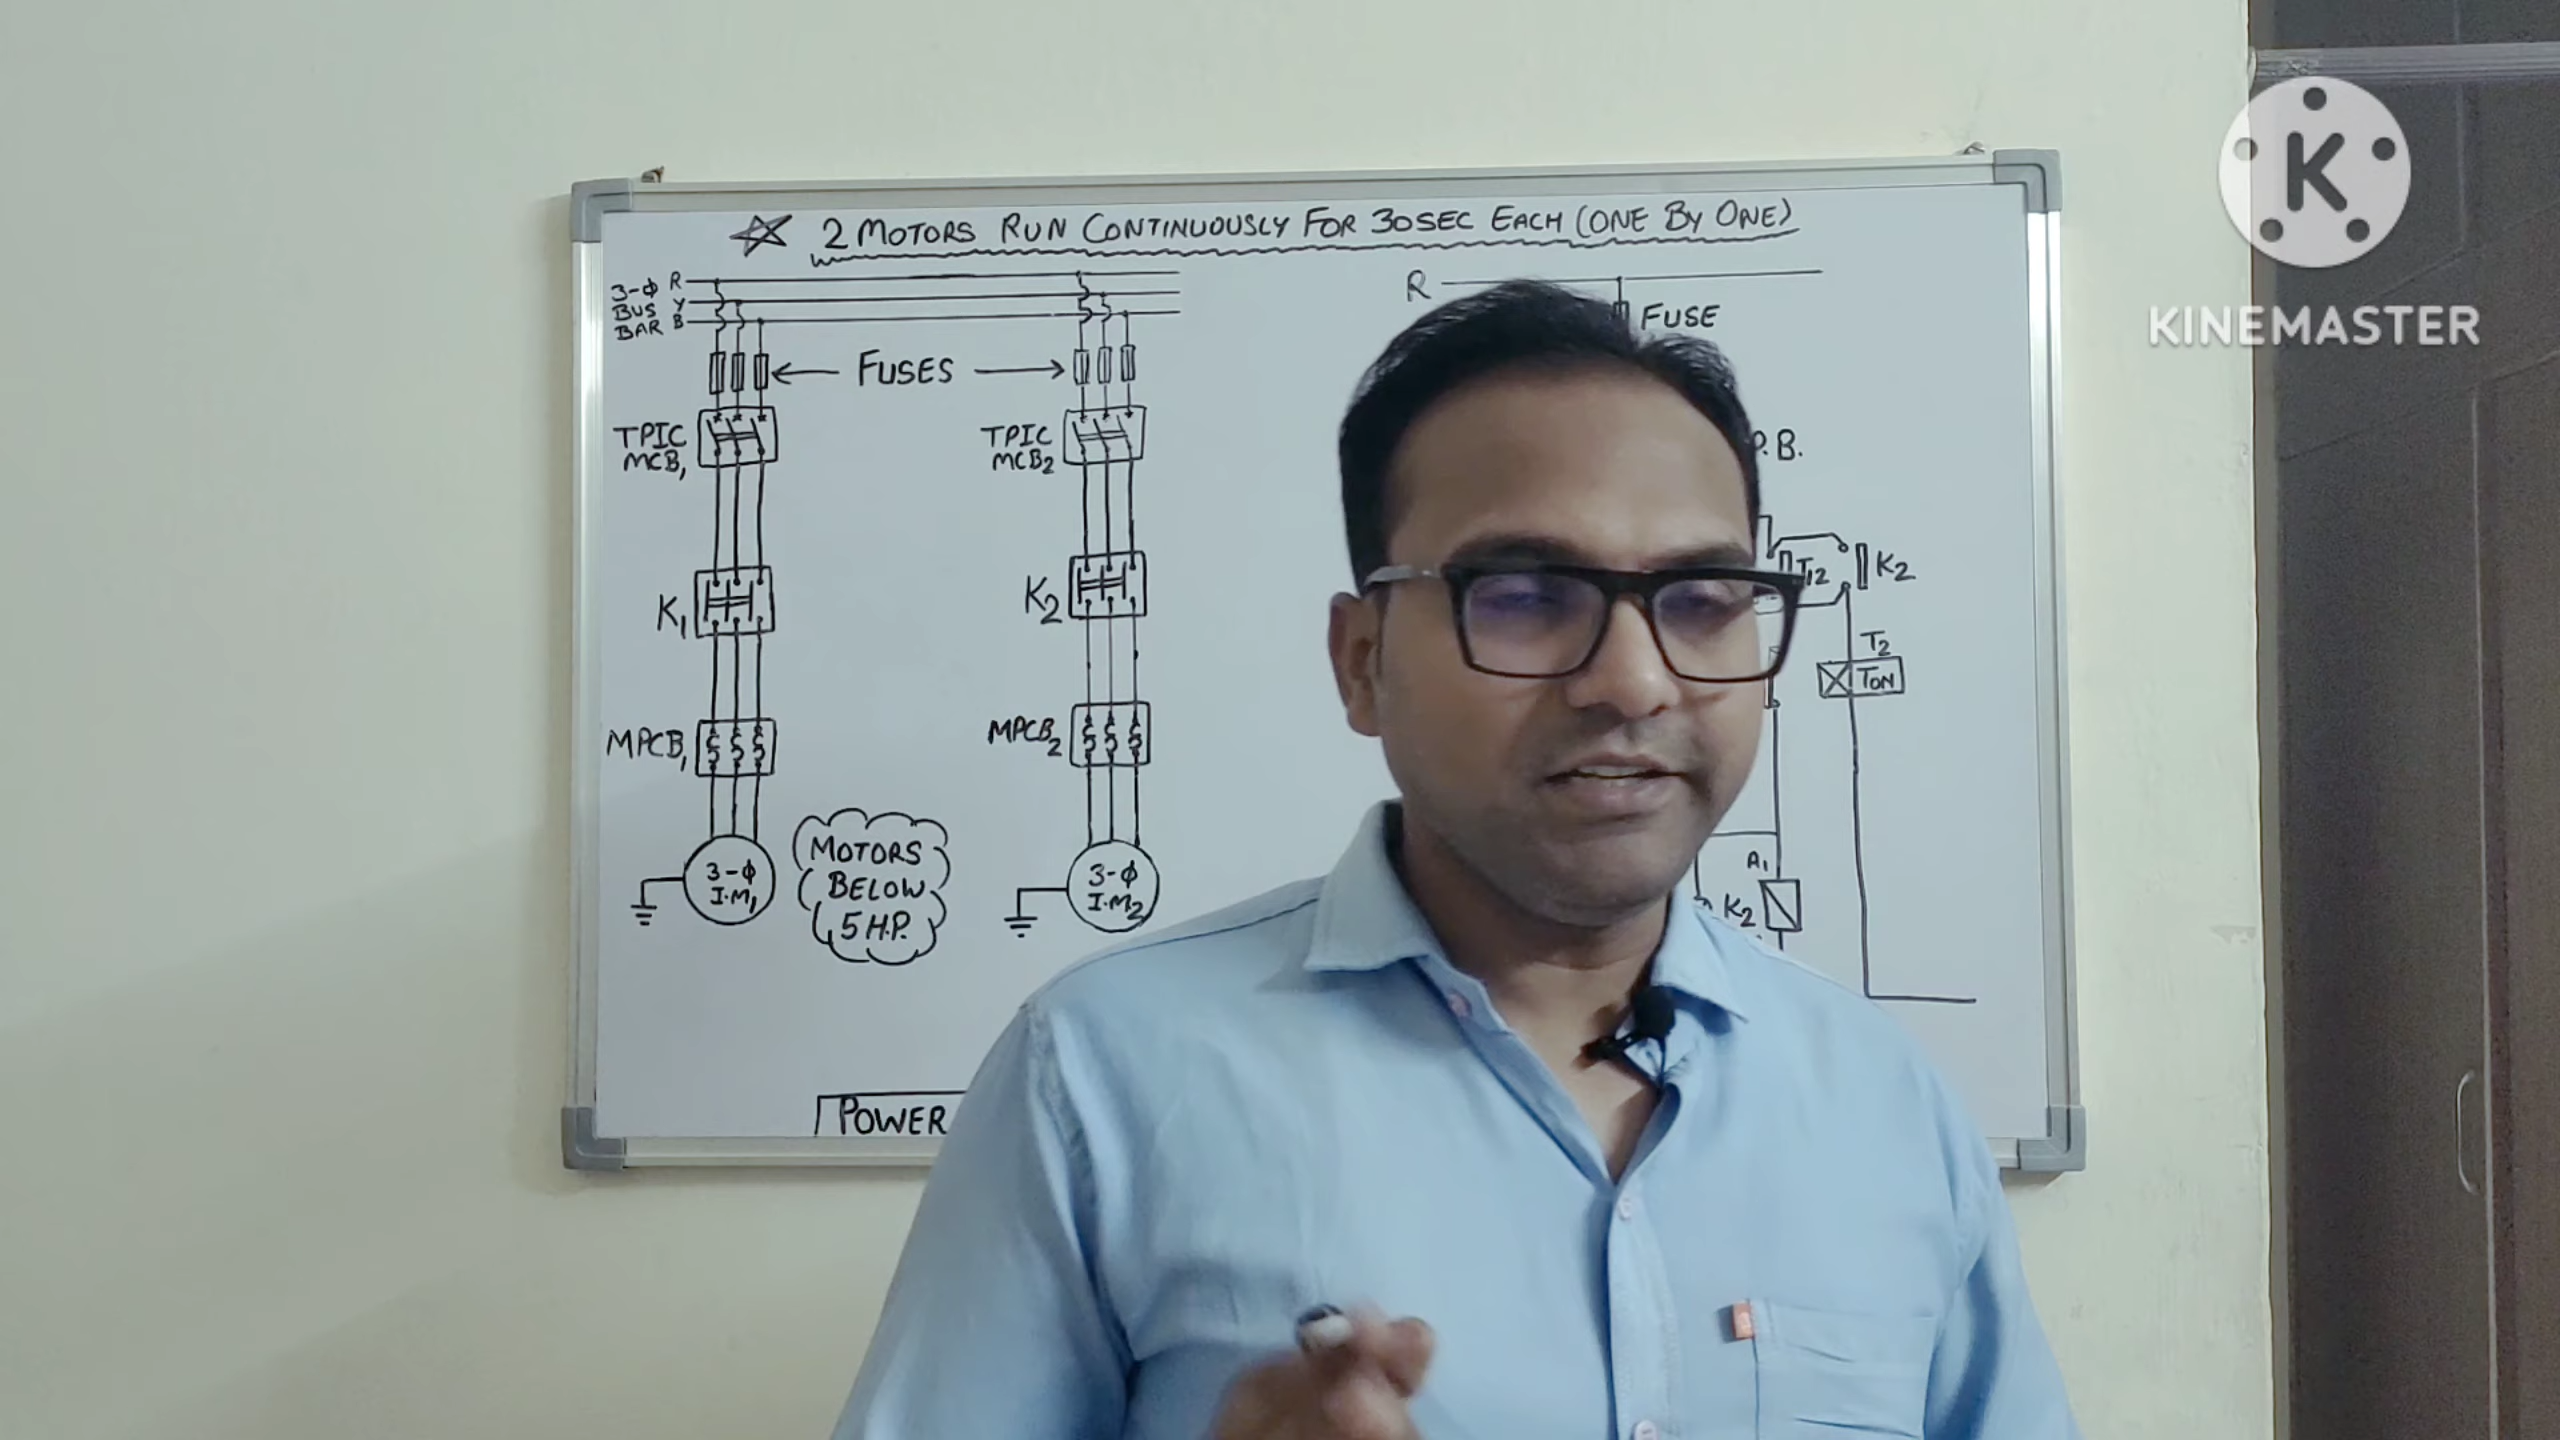 2 MOTORS RUN CONTINUOUSLY FOR 30SEC EACH (ONE BY ONE)
3-Φ R
BUS Y
BAR B
FUSES
TPIC
MCB1
TPIC
MCB2
K1
K2
MPCB1
MPCB2
3-Φ
I.M1
MOTORS
BELOW
5 H.P.
3-Φ
I.M2
POWER
R
FUSE
P.B.
T12
K2
T2
TON
A1
K2
K
KINEMASTER